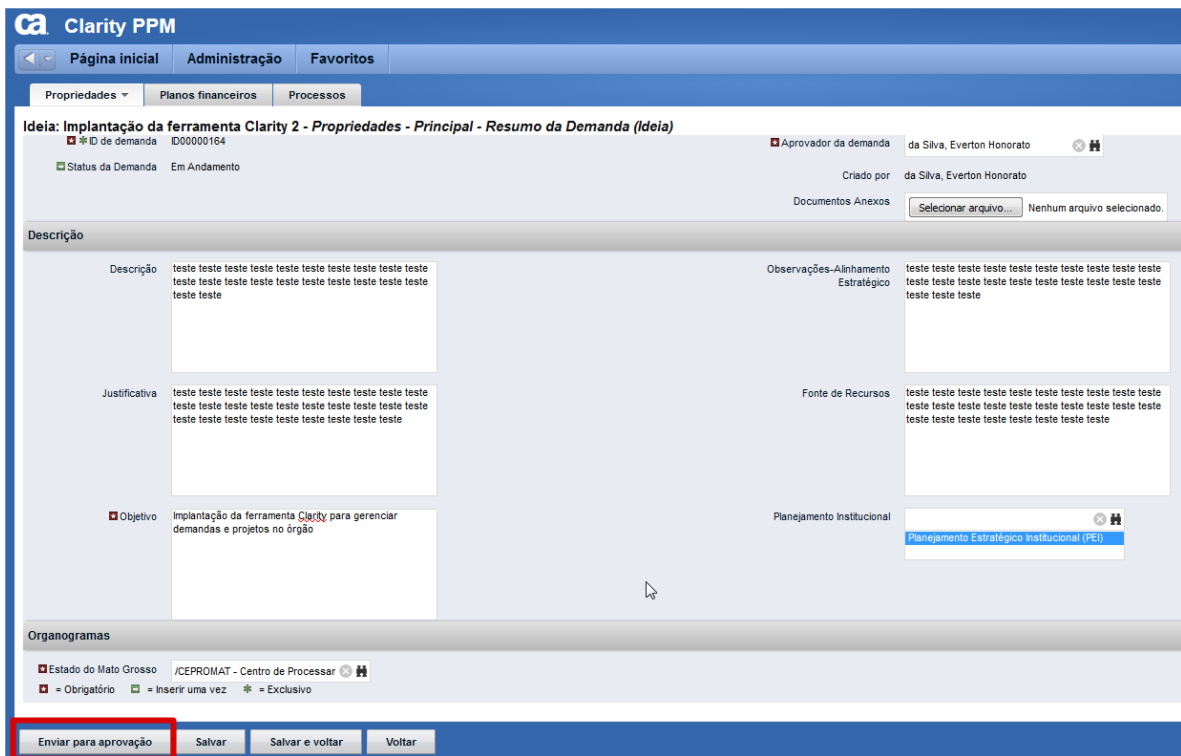 ca Clarity PPM
Página inicial Administração Favoritos
Propriedades Planos financeiros Processos
Ideia: Implantação da ferramenta Clarity 2 - Propriedades - Principal - Resumo da Demanda (Ideia)
ID de demanda ID00000164
Aprovador da demanda da Silva, Everton Honorato
Status da Demanda Em Andamento
Criado por da Silva, Everton Honorato
Documentos Anexos Selecionar arquivo... Nenhum arquivo selecionado.
Descrição
Descrição teste teste teste teste teste teste teste teste teste teste
teste teste teste teste teste teste teste teste teste teste
teste teste
Observações-Alinhamento
Estratégico
teste teste teste teste teste teste teste teste teste teste
teste teste teste teste teste teste teste teste teste teste
teste teste teste
Justificativa teste teste teste teste teste teste teste teste teste teste
teste teste teste teste teste teste teste teste teste teste
teste teste teste teste teste teste teste teste teste
Fonte de Recursos teste teste teste teste teste teste teste teste teste teste
teste teste teste teste teste teste teste teste teste teste
teste teste teste teste teste teste teste teste
Objetivo Implantação da ferramenta Clarity para gerenciar
demandas e projetos no órgão
Planejamento Institucional
Planejamento Estratégico Institucional (PEI)
Organogramas
Estado do Mato Grosso /CEPROMAT - Centro de Processar
= Obrigatório = Inserir uma vez = Exclusivo
Enviar para aprovação Salvar Salvar e voltar Voltar